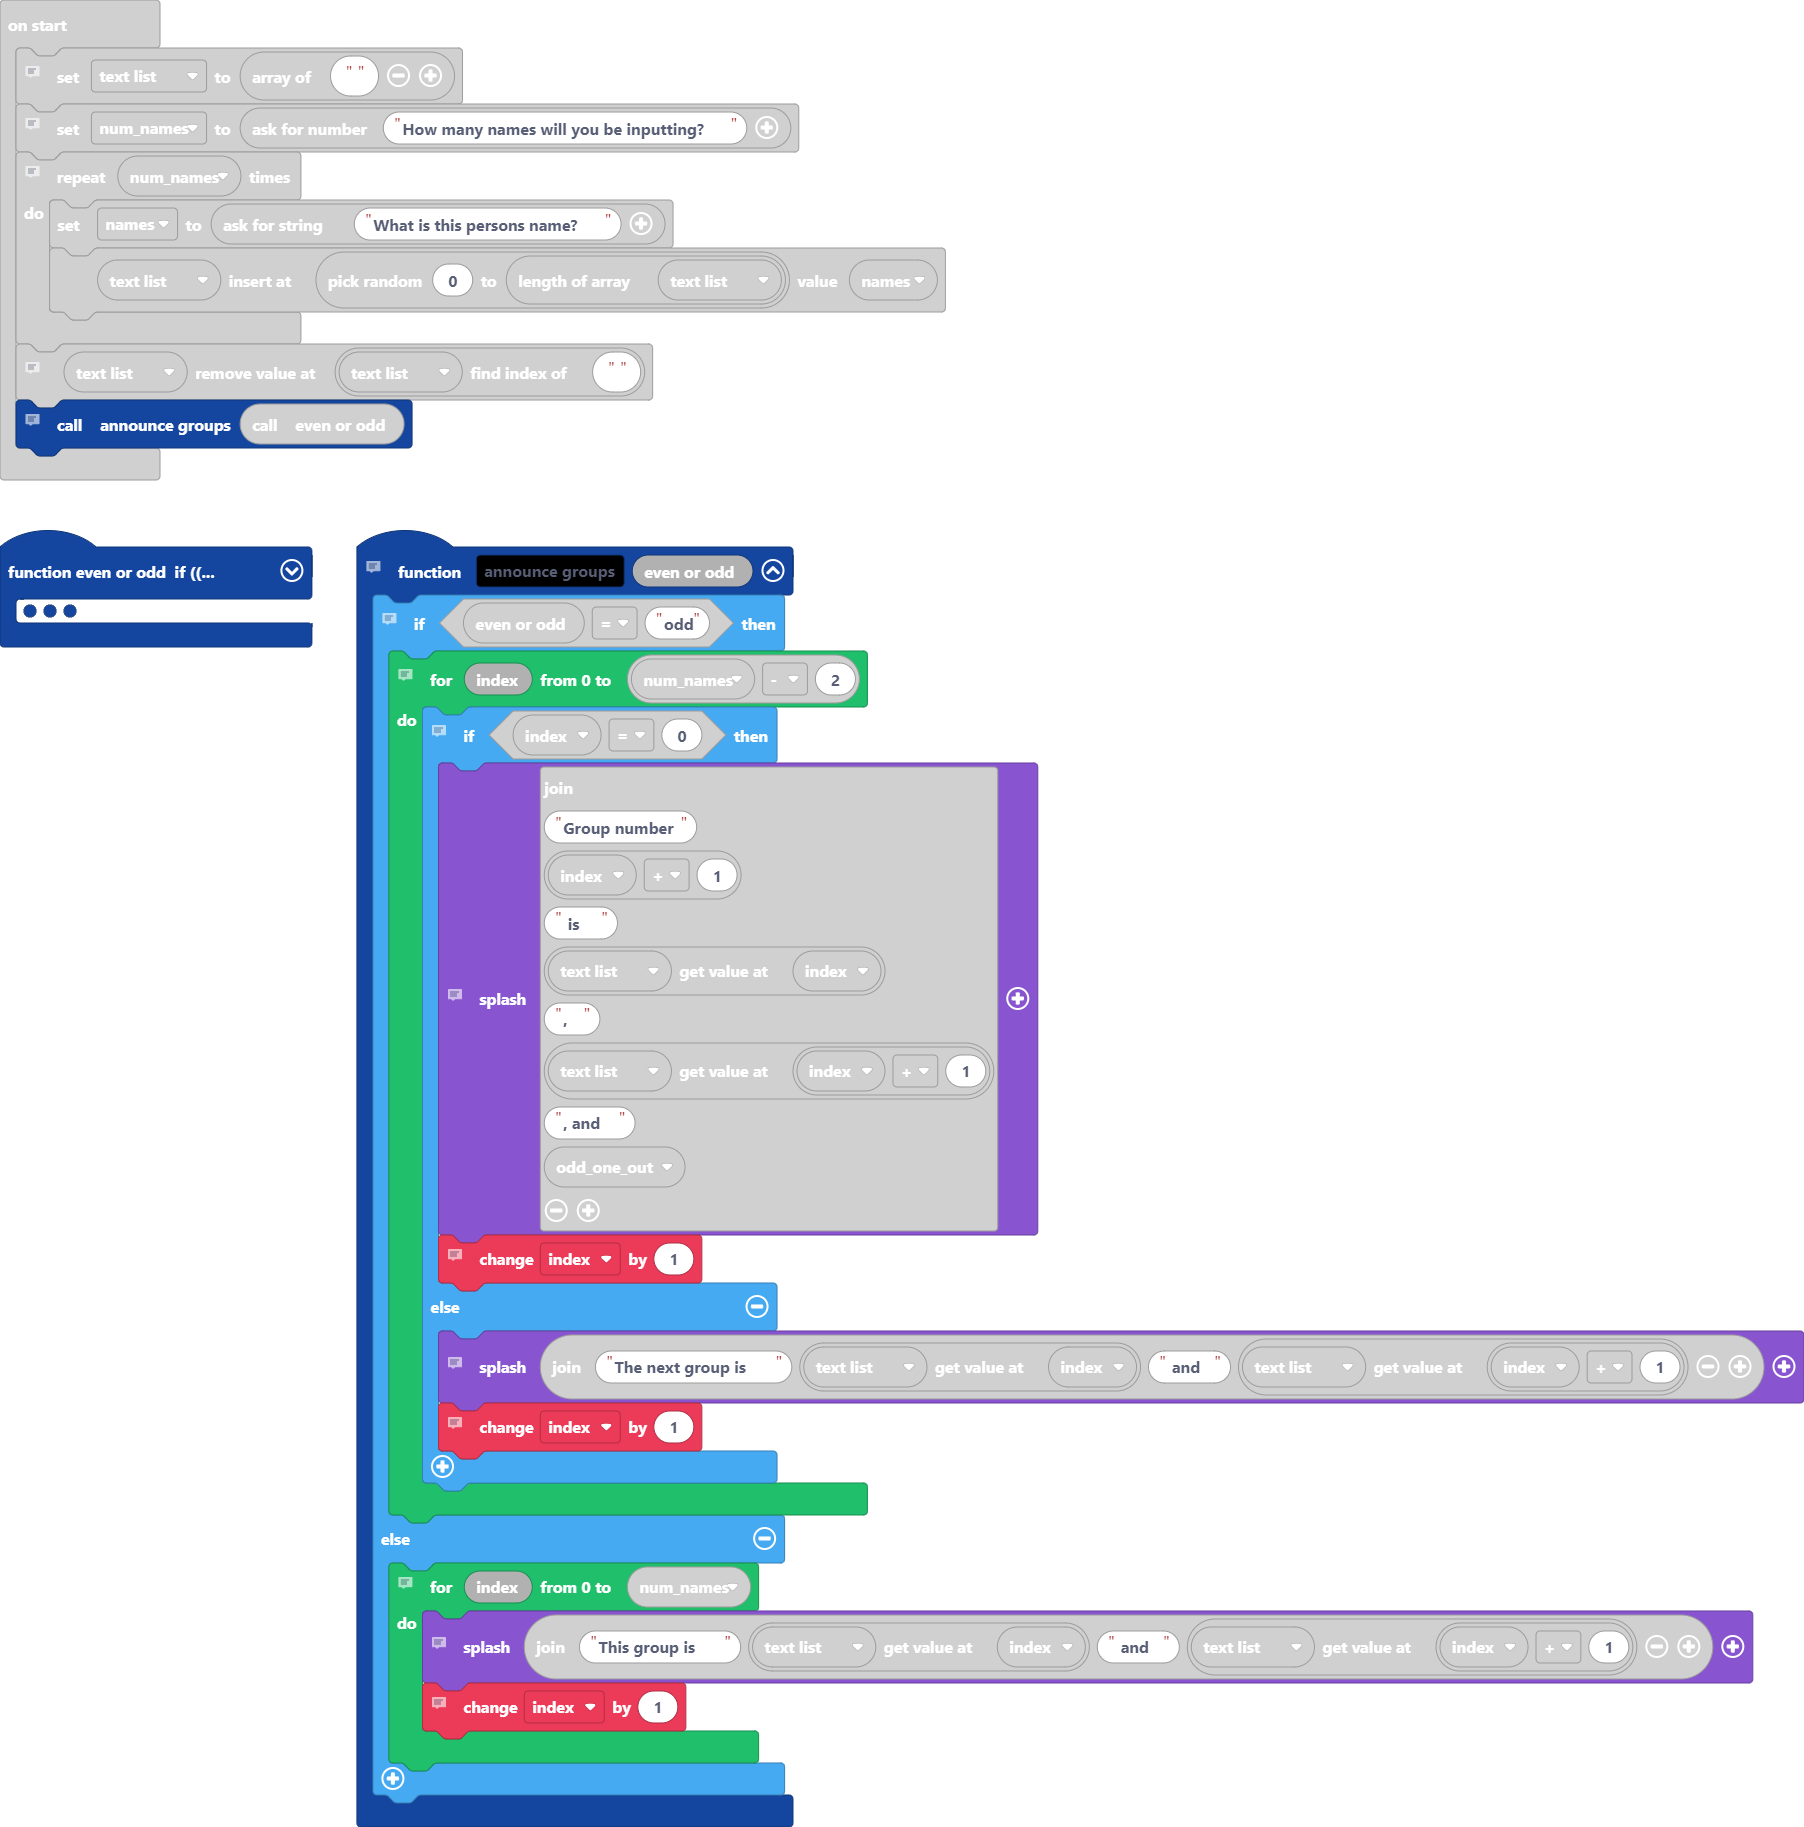 on start
set text list to array of " "
set num_names to ask for number "How many names will you be inputting? "
repeat num_names times
do set names to ask for string "What is this persons name? "
text list insert at pick random 0 to length of array text list value names
text list remove value at text list find index of " "
call announce groups call even or odd
function even or odd if ((...
function announce groups even or odd
if even or odd = "odd" then
for index from 0 to num_names - 2
do if index = 0 then
splash join
"Group number "
index + 1
" is "
text list get value at index
", "
text list get value at index + 1
", and "
odd_one_out
change index by 1
else
splash join "The next group is " text list get value at index " and " text list get value at index + 1
change index by 1
else
for index from 0 to num_names
do splash join "This group is " text list get value at index " and " text list get value at index + 1
change index by 1